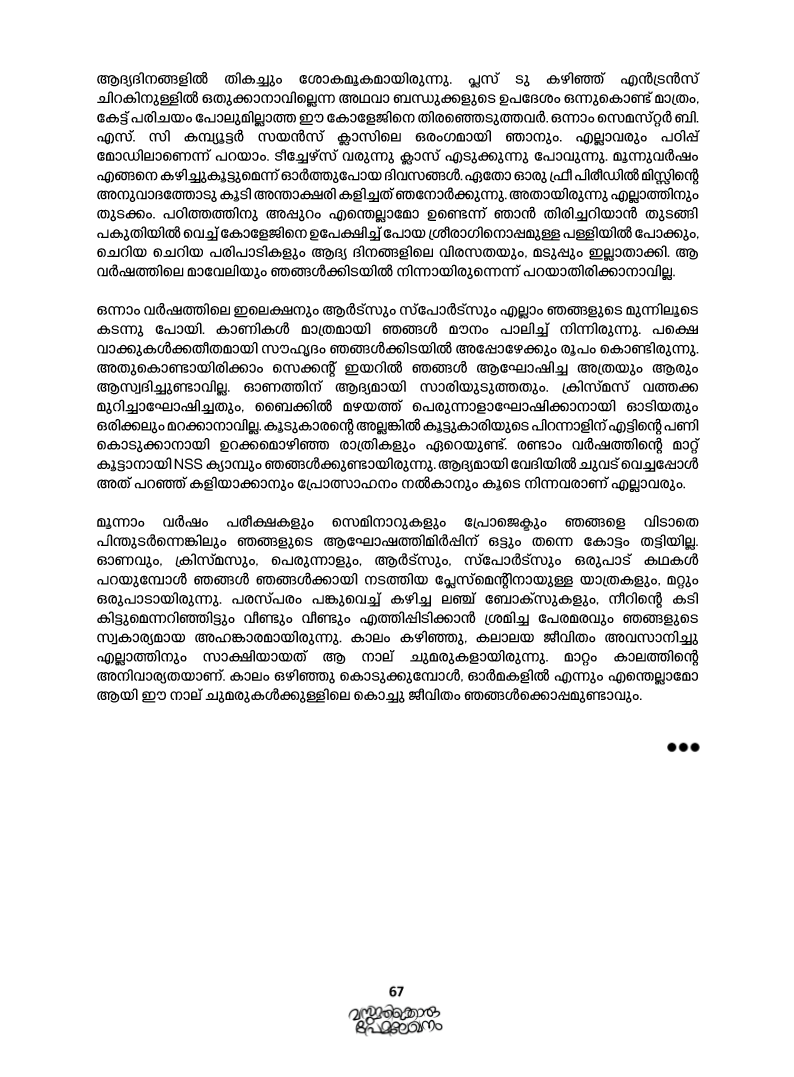 ആദ്യദിനങ്ങളിൽ തികച്ചും ശോകമൂകമായിരുന്നു. പ്ലസ് ടു കഴിഞ്ഞ് എൻട്രൻസ്
ചിറകിനുള്ളിൽ ഒതുക്കാനാവില്ലെന്ന അഥവാ ബന്ധുക്കളുടെ ഉപദേശം ഒന്നുകൊണ്ട് മാത്രം,
കേട്ട് പരിചയം പോലുമില്ലാത്ത ഈ കോളേജിനെ തിരഞ്ഞെടുത്തവർ. ഒന്നാം സെമസ്റ്റർ ബി.
എസ്. സി കമ്പ്യൂട്ടർ സയൻസ് ക്ലാസിലെ ഒരംഗമായി ഞാനും. എല്ലാവരും പഠിപ്പ്
മോഡിലാണെന്ന് പറയാം. ടീച്ചേഴ്സ് വരുന്നു ക്ലാസ് എടുക്കുന്നു പോവുന്നു. മൂന്നുവർഷം
എങ്ങനെ കഴിച്ചുകൂട്ടുമെന്ന് ഓർത്തുപോയ ദിവസങ്ങൾ. ഏതോ ഓരു ഫ്രീ പിരീഡിൽ മിസ്സിന്റെ
അനുവാദത്തോടു കൂടി അന്താക്ഷരി കളിച്ചത് ഞനോർക്കുന്നു. അതായിരുന്നു എല്ലാത്തിനും
തുടക്കം. പഠിത്തത്തിനു അപ്പുറം എന്തെല്ലാമോ ഉണ്ടെന്ന് ഞാൻ തിരിച്ചറിയാൻ തുടങ്ങി
പകുതിയിൽ വെച്ച് കോളേജിനെ ഉപേക്ഷിച്ച് പോയ ശ്രീരാഗിനൊപ്പമുള്ള പള്ളിയിൽ പോക്കും,
ചെറിയ ചെറിയ പരിപാടികളും ആദ്യ ദിനങ്ങളിലെ വിരസതയും, മടുപ്പും ഇല്ലാതാക്കി. ആ
വർഷത്തിലെ മാവേലിയും ഞങ്ങൾക്കിടയിൽ നിന്നായിരുന്നെന്ന് പറയാതിരിക്കാനാവില്ല.
ഒന്നാം വർഷത്തിലെ ഇലെക്ഷനും ആർട്സും സ്പോർട്സും എല്ലാം ഞങ്ങളുടെ മുന്നിലൂടെ
കടന്നു പോയി. കാണികൾ മാത്രമായി ഞങ്ങൾ മൗനം പാലിച്ച് നിന്നിരുന്നു. പക്ഷെ
വാക്കുകൾക്കതീതമായി സൗഹൃദം ഞങ്ങൾക്കിടയിൽ അപ്പോഴേക്കും രൂപം കൊണ്ടിരുന്നു.
അതുകൊണ്ടായിരിക്കാം സെക്കന്റ് ഇയറിൽ ഞങ്ങൾ ആഘോഷിച്ച അത്രയും ആരും
ആസ്വദിച്ചുണ്ടാവില്ല. ഓണത്തിന് ആദ്യമായി സാരിയുടുത്തതും. ക്രിസ്മസ് വത്തക്ക
മുറിച്ചാഘോഷിച്ചതും, ബൈക്കിൽ മഴയത്ത് പെരുന്നാളാഘോഷിക്കാനായി ഓടിയതും
ഒരിക്കലും മറക്കാനാവില്ല. കൂടുകാരന്റെ അല്ലങ്കിൽ കൂട്ടുകാരിയുടെ പിറന്നാളിന് എട്ടിന്റെ പണി
കൊടുക്കാനായി ഉറക്കമൊഴിഞ്ഞ രാത്രികളും ഏറെയുണ്ട്. രണ്ടാം വർഷത്തിന്റെ മാറ്റ്
കൂട്ടാനായി NSS ക്യാമ്പും ഞങ്ങൾക്കുണ്ടായിരുന്നു. ആദ്യമായി വേദിയിൽ ചുവട് വെച്ചപ്പോൾ
അത് പറഞ്ഞ് കളിയാക്കാനും പ്രോത്സാഹനം നൽകാനും കൂടെ നിന്നവരാണ് എല്ലാവരും.
മൂന്നാം വർഷം പരീക്ഷകളും സെമിനാറുകളും പ്രോജെക്ടും ഞങ്ങളെ വിടാതെ
പിന്തുടർന്നെങ്കിലും ഞങ്ങളുടെ ആഘോഷത്തിമിർപ്പിന് ഒട്ടും തന്നെ കോട്ടം തട്ടിയില്ല.
ഓണവും, ക്രിസ്മസും, പെരുന്നാളും, ആർട്സും, സ്പോർട്സും ഒരുപാട് കഥകൾ
പറയുമ്പോൾ ഞങ്ങൾ ഞങ്ങൾക്കായി നടത്തിയ പ്ലേസ്മെന്റിനായുള്ള യാത്രകളും, മറ്റും
ഒരുപാടായിരുന്നു. പരസ്പരം പങ്കുവെച്ച് കഴിച്ച ലഞ്ച് ബോക്സുകളും, നീറിന്റെ കടി
കിട്ടുമെന്നറിഞ്ഞിട്ടും വീണ്ടും വീണ്ടും എത്തിപ്പിടിക്കാൻ ശ്രമിച്ച പേരമരവും ഞങ്ങളുടെ
സ്വകാര്യമായ അഹങ്കാരമായിരുന്നു. കാലം കഴിഞ്ഞു, കലാലയ ജീവിതം അവസാനിച്ചു
എല്ലാത്തിനും സാക്ഷിയായത് ആ നാല് ചുമരുകളായിരുന്നു. മാറ്റം കാലത്തിന്റെ
അനിവാര്യതയാണ്. കാലം ഒഴിഞ്ഞു കൊടുക്കുമ്പോൾ, ഓർമകളിൽ എന്നും എന്തെല്ലാമോ
ആയി ഈ നാല് ചുമരുകൾക്കുള്ളിലെ കൊച്ചു ജീവിതം ഞങ്ങൾക്കൊപ്പമുണ്ടാവും.
67